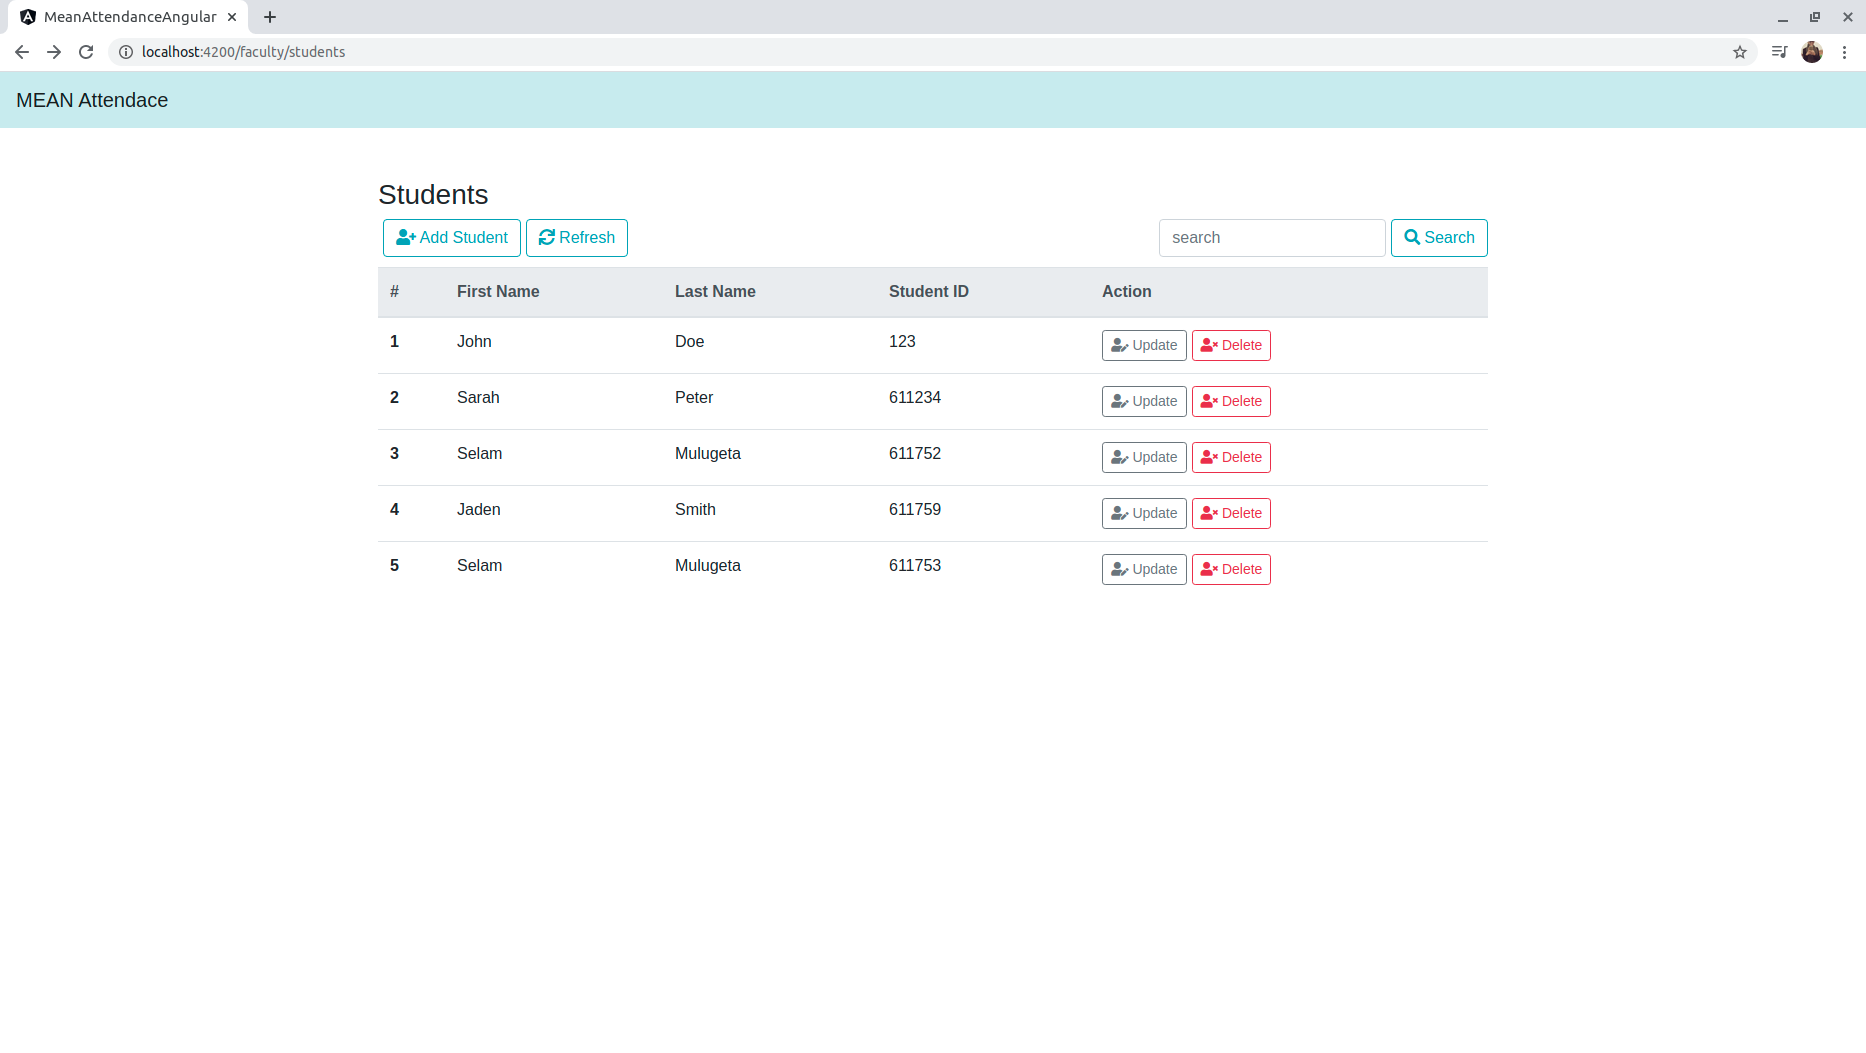 MeanAttendanceAngular
localhost:4200/faculty/students
MEAN Attendace
Students
Add Student Refresh search Search
# First Name Last Name Student ID Action
1 John Doe 123 Update Delete
2 Sarah Peter 611234 Update Delete
3 Selam Mulugeta 611752 Update Delete
4 Jaden Smith 611759 Update Delete
5 Selam Mulugeta 611753 Update Delete